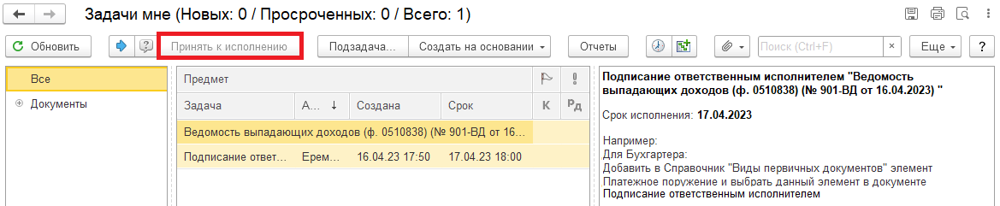 Задачи мне (Новых: 0 / Просроченных: 0 / Всего: 1)
Обновить
Принять к исполнению
Подзадача...
Создать на основании
Отчеты
Поиск (Ctrl+F)
×
Еще
?
Все
Документы
Предмет
Задача
А...
↓
Создана
Срок
К
Рд
Ведомость выпадающих доходов (ф. 0510838) (№ 901-ВД от 16...
Подписание ответ...
Ерем...
16.04.23 17:50
17.04.23 18:00
Подписание ответственным исполнителем "Ведомость
выпадающих доходов (ф. 0510838) (№ 901-ВД от 16.04.2023) "
Срок исполнения: 17.04.2023
Например:
Для Бухгалтера:
Добавить в Справочник "Виды первичных документов" элемент
Платежное поружение и выбрать данный элемент в документе
Подписание ответственным исполнителем